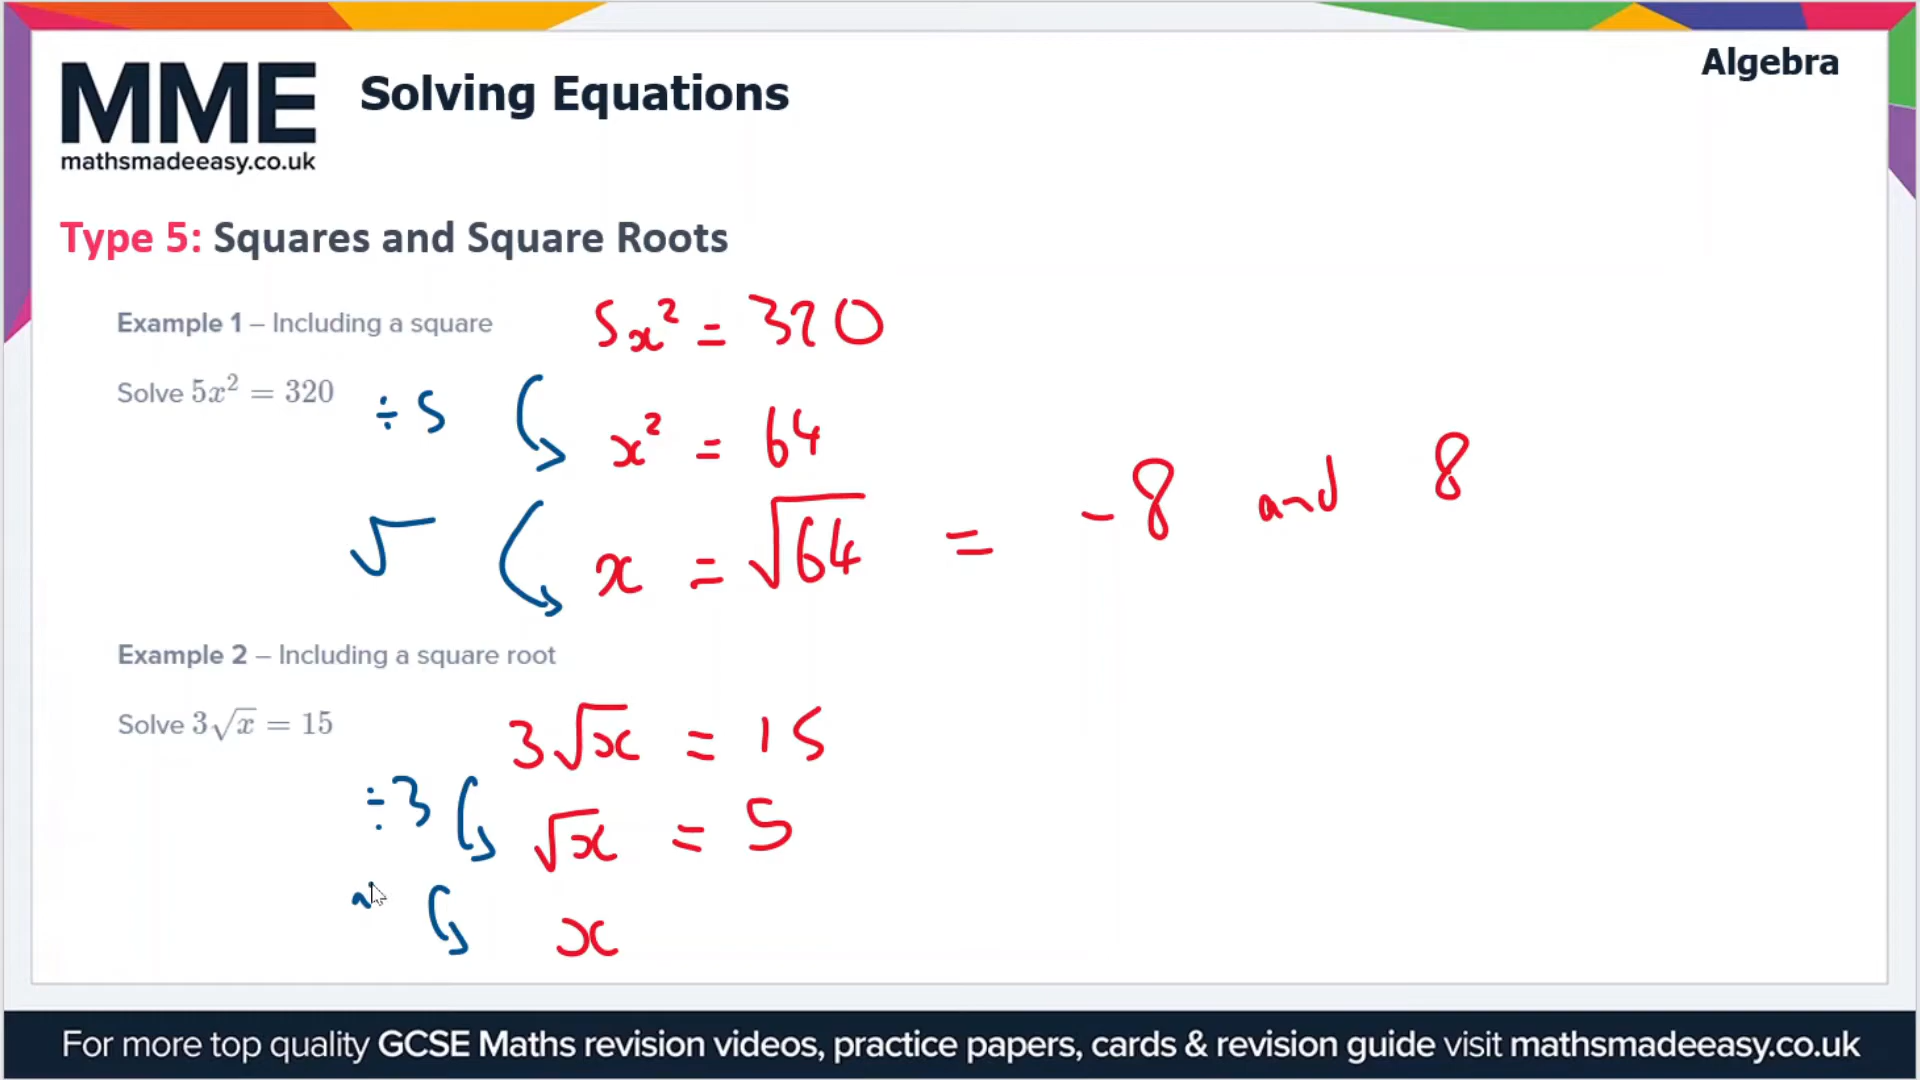 MME
mathsmadeeasy.co.uk
Solving Equations
Algebra
Type 5: Squares and Square Roots
Example 1 – Including a square
5x² = 320
Solve 5x² = 320
÷ 5
x² = 64
√
x = √64 = -8 and 8
Example 2 – Including a square root
Solve 3√x = 15
3√x = 15
÷3
√x = 5
x
For more top quality GCSE Maths revision videos, practice papers, cards & revision guide visit mathsmadeeasy.co.uk